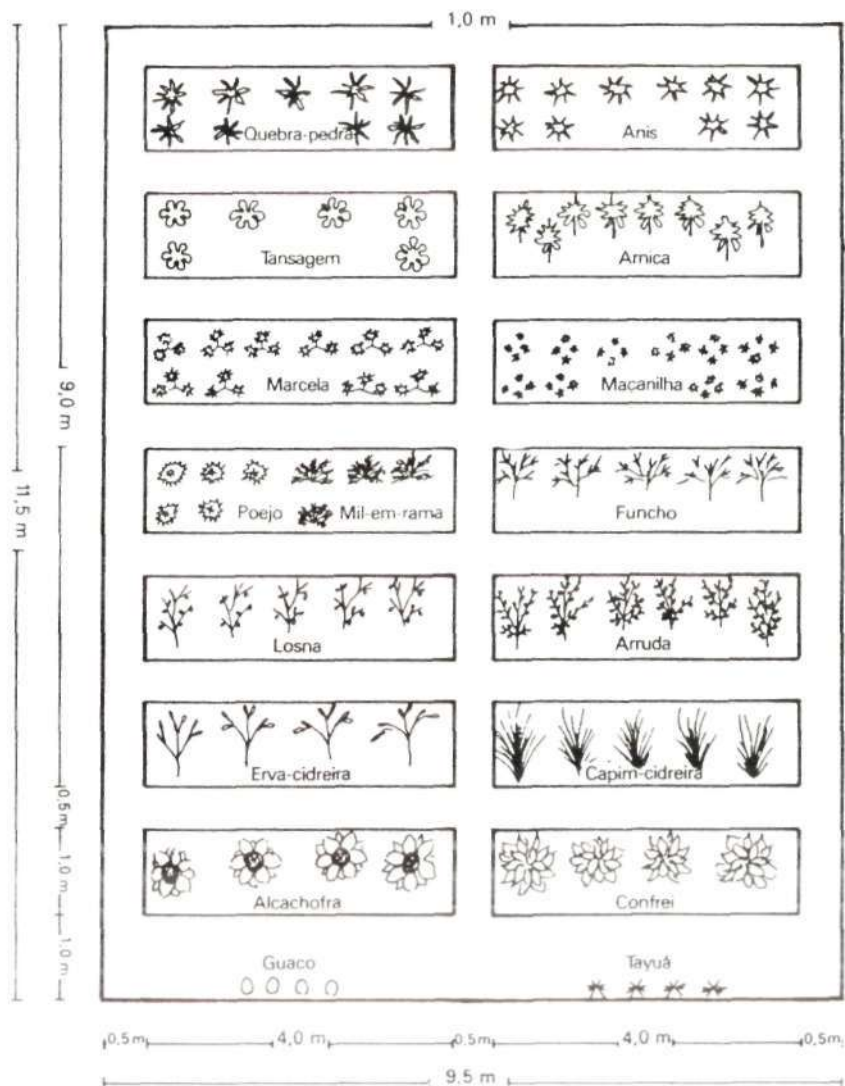 1,0 m
Quebra-pedra
Anis
Tansagem
Arnica
Marcela
Maçanilha
9,0 m
11,5 m
Poejo
Mil-em-rama
Funcho
Losna
Arruda
Erva-cidreira
Capim-cidreira
0.5m
1,0 m
Alcachofra
Confrei
1.0 m
Guaco
Tayuá
0,5m
4,0 m
0.5m
4,0 m
0,5m
9.5 m